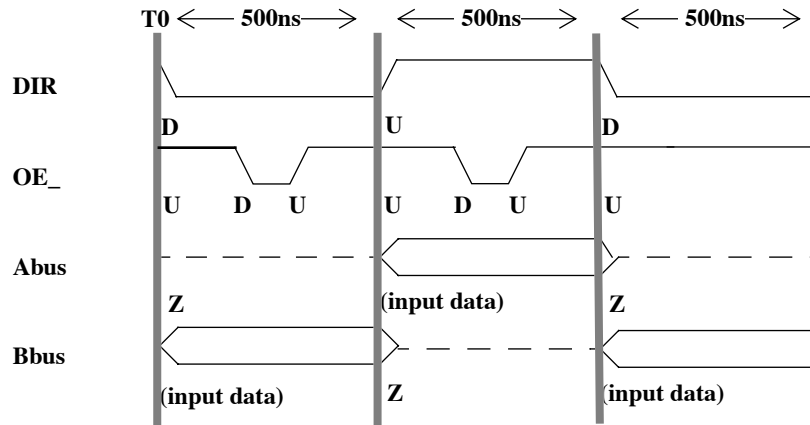 T0 500ns 500ns 500ns
DIR
D U D
OE_
U D U U D U U
Abus
Z (input data) Z
Bbus
(input data) Z (input data)